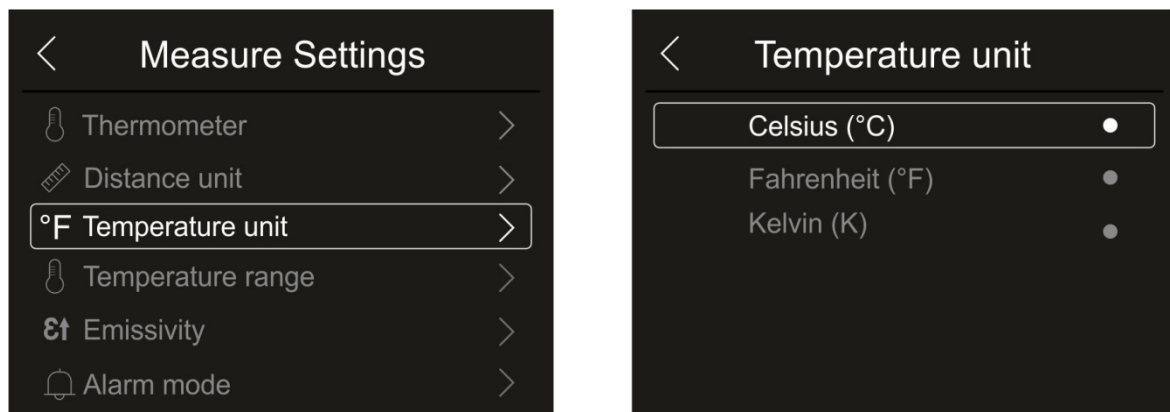 Measure Settings
Thermometer
Distance unit
°F Temperature unit
Temperature range
Ɛ↑ Emissivity
Alarm mode
Temperature unit
Celsius (°C)
Fahrenheit (°F)
Kelvin (K)